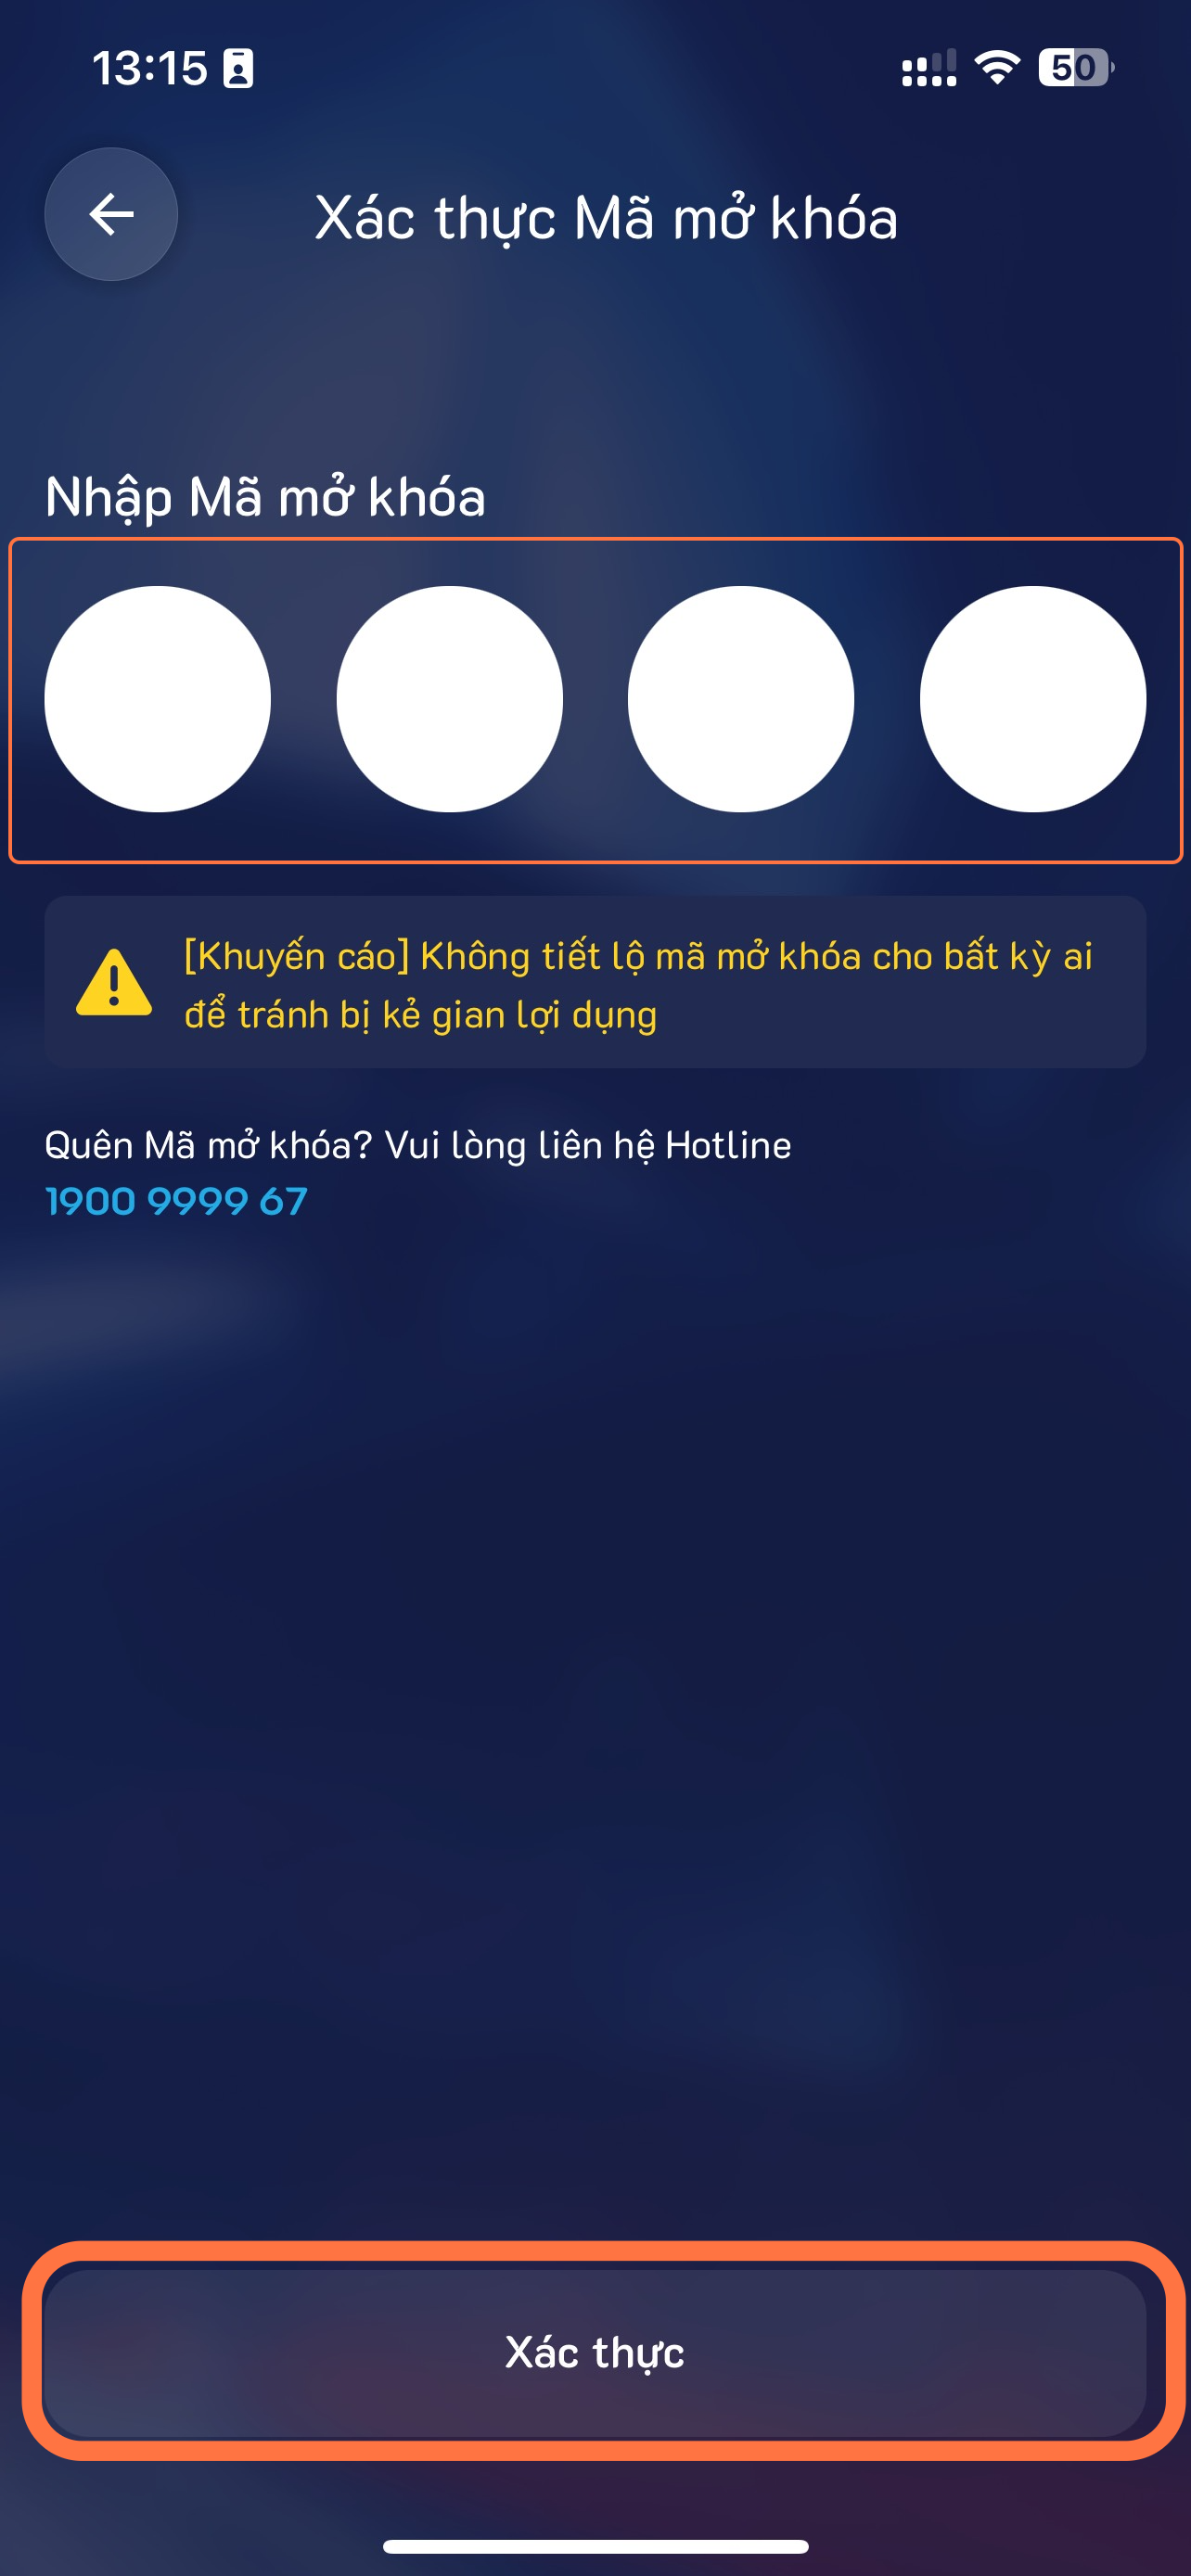 13:15
50
Xác thực Mã mở khóa
Nhập Mã mở khóa
[Khuyến cáo] Không tiết lộ mã mở khóa cho bất kỳ ai
để tránh bị kẻ gian lợi dụng
Quên Mã mở khóa? Vui lòng liên hệ Hotline
1900 9999 67
Xác thực